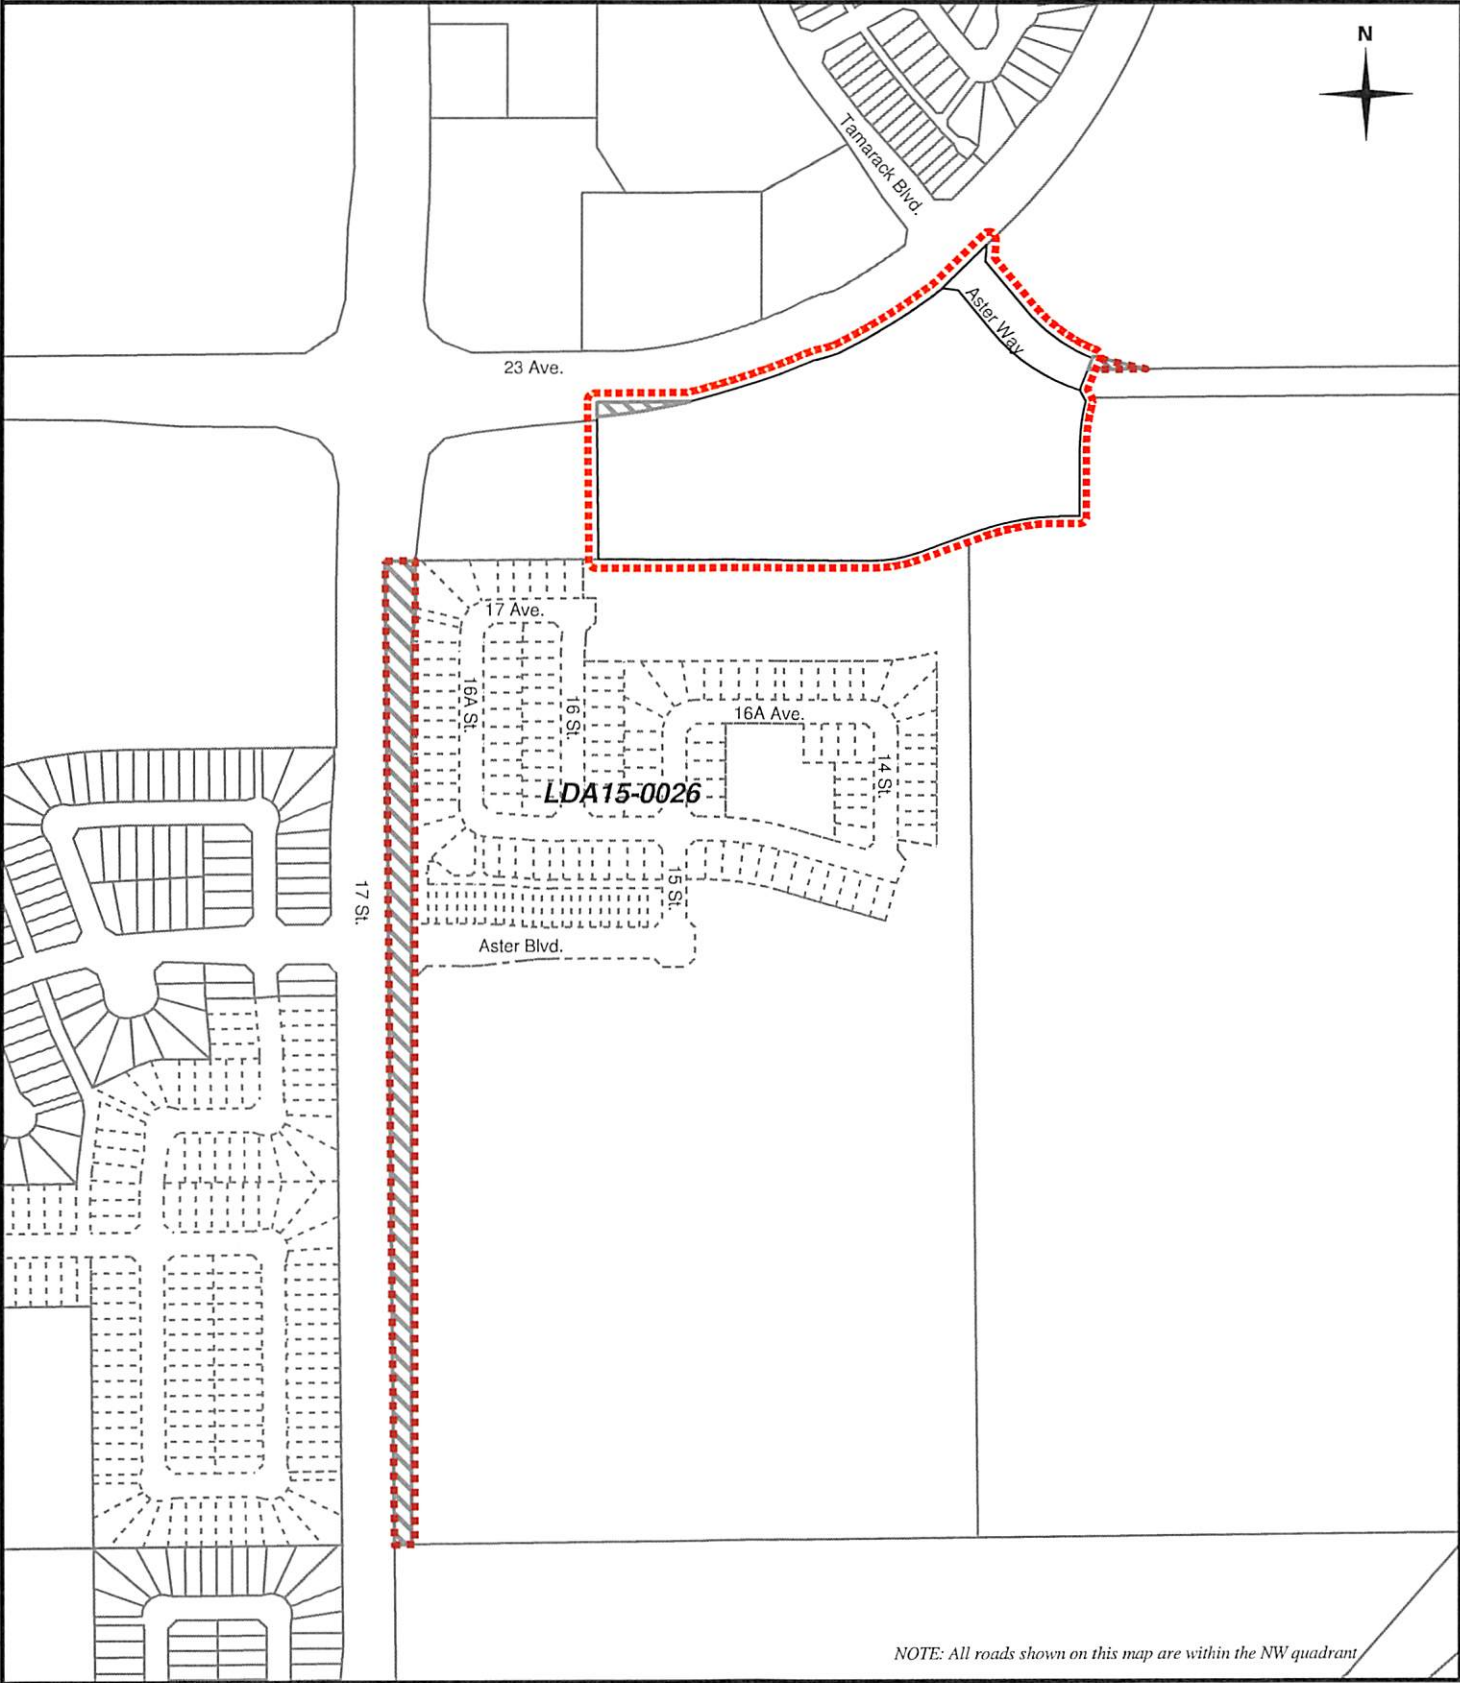 N
Tamarack Blvd.
Aster Way
23 Ave.
17 Ave.
16A St.
16 St.
16A Ave.
14 St.
LDA15-0026
15 St.
17 St.
Aster Blvd.
NOTE: All roads shown on this map are within the NW quadrant